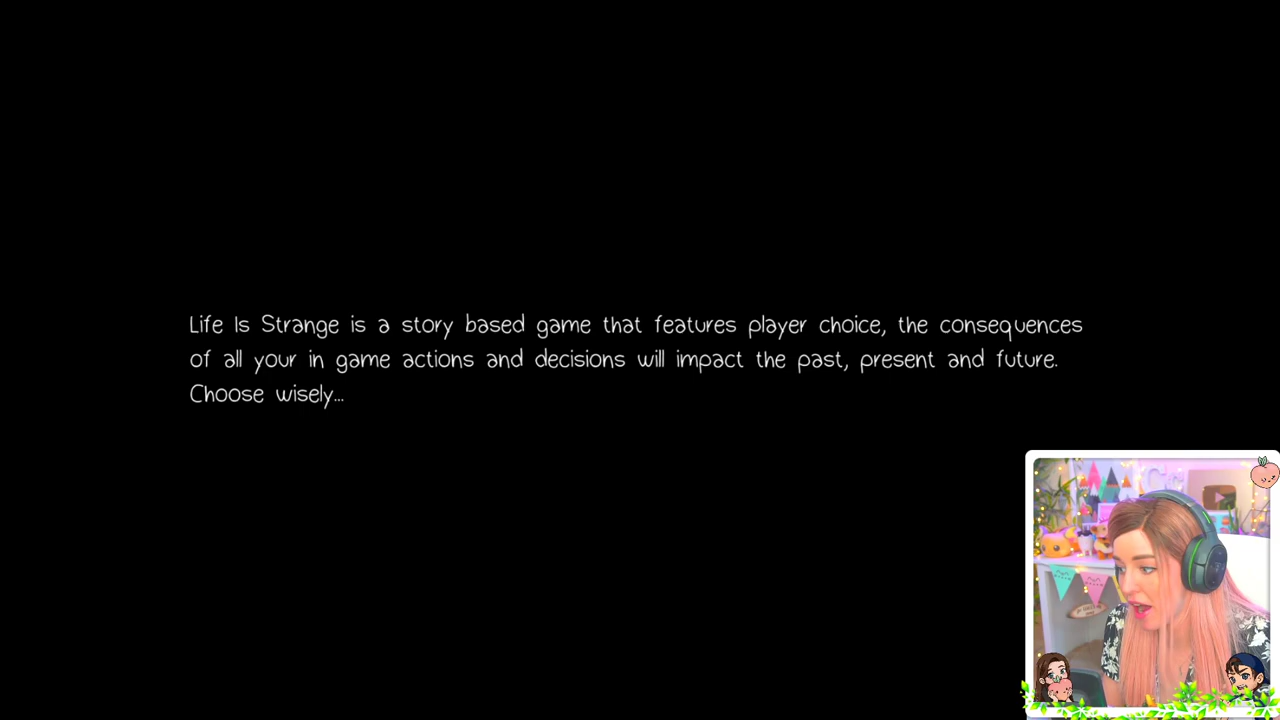 Life Is Strange is a story based game that features player choice, the consequences
of all your in game actions and decisions will impact the past, present and future.
Choose wisely...